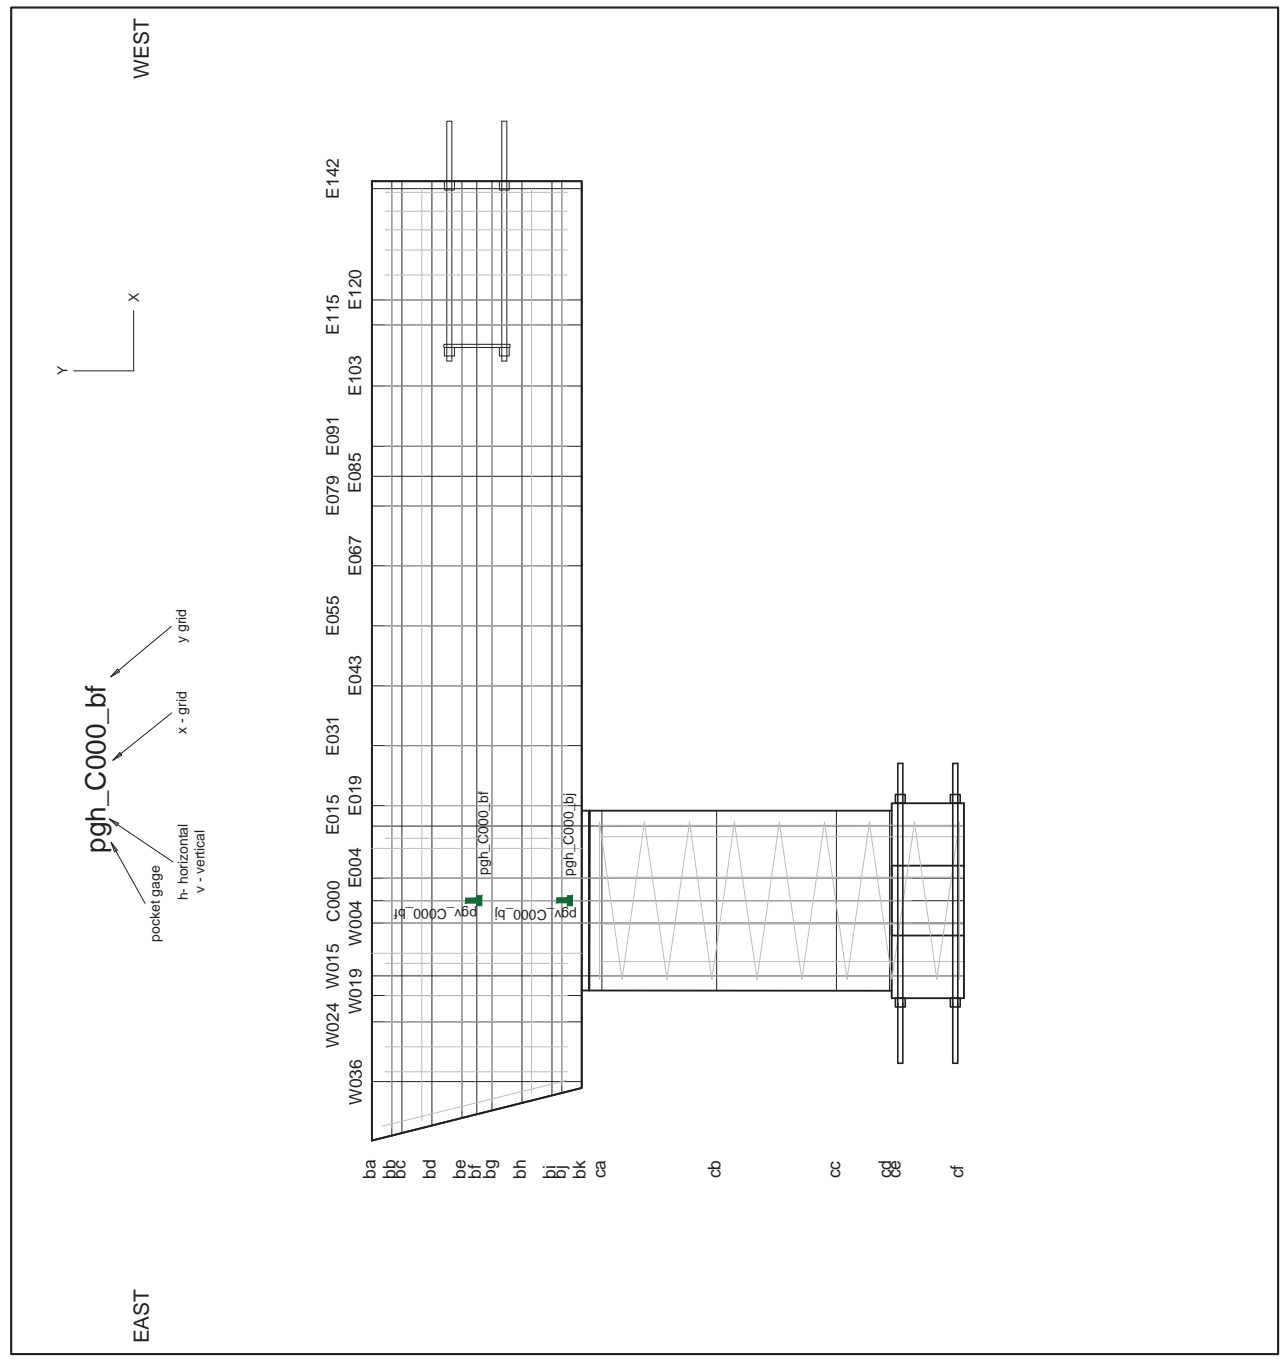 EAST
WEST
pgh_C000_bf
pocket gage
h- horizontal
v - vertical
x - grid
y grid
Y
X
W036
W024
W019
W015
W004
C000
E004
E015
E019
E031
E043
E055
E067
E079
E085
E091
E103
E115
E120
E142
ba
bb
bc
bd
be
bf
bg
bh
bi
bj
bk
ca
cb
cc
cd
ce
cf
pgv_C000_bf
pgh_C000_bf
pgv_C000_bj
pgh_C000_bj